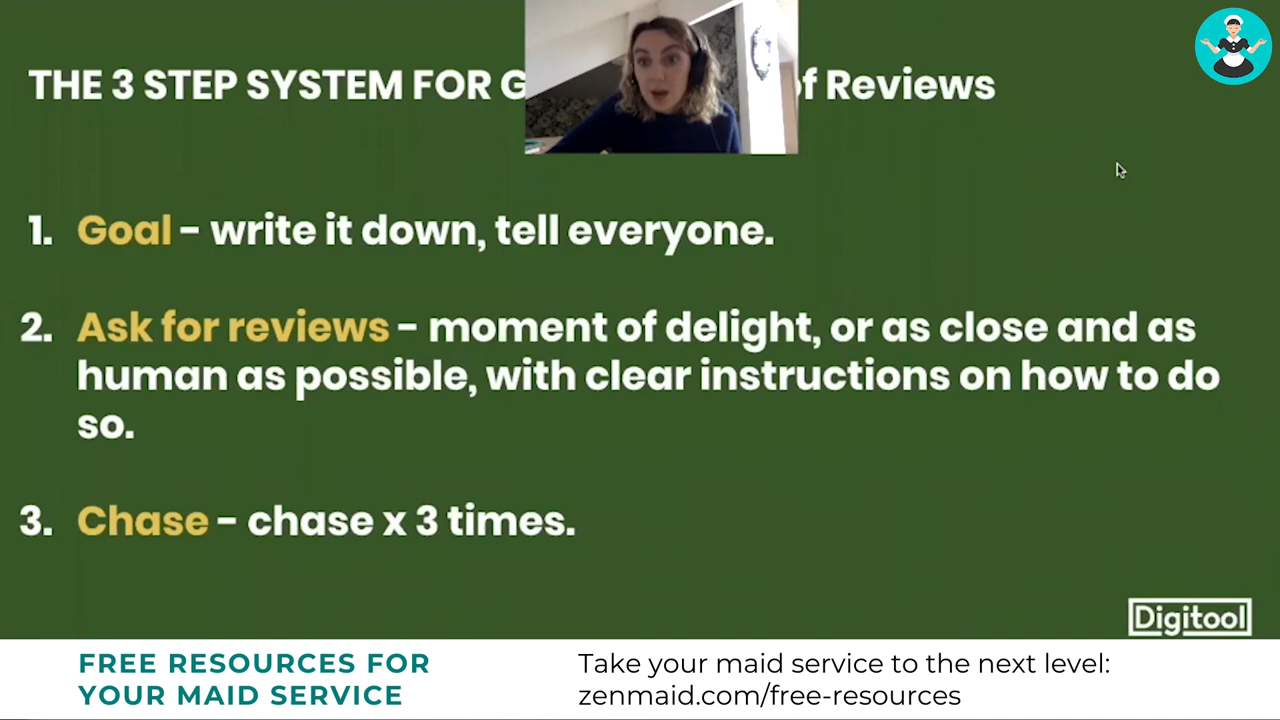 THE 3 STEP SYSTEM FOR G of Reviews
1. Goal - write it down, tell everyone.
2. Ask for reviews - moment of delight, or as close and as
human as possible, with clear instructions on how to do
so.
3. Chase - chase x 3 times.
Digitool
FREE RESOURCES FOR
YOUR MAID SERVICE
Take your maid service to the next level:
zenmaid.com/free-resources